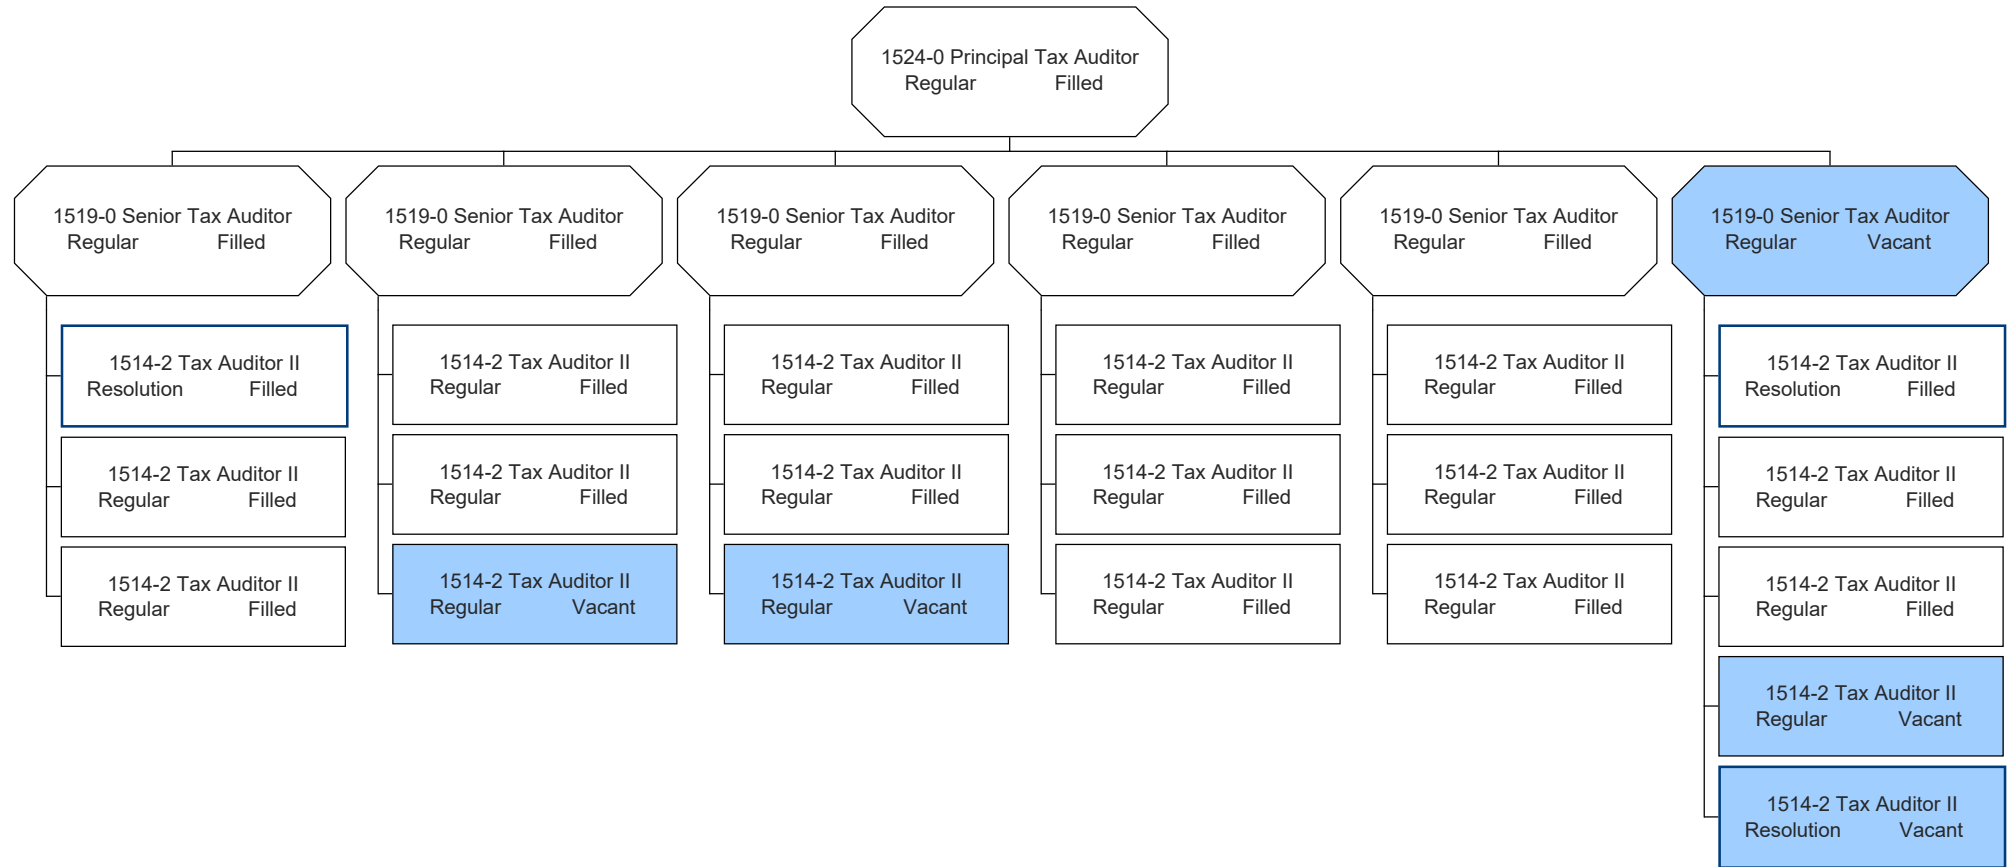 1524-0 Principal Tax Auditor
Regular Filled
1519-0 Senior Tax Auditor
Regular Filled
1514-2 Tax Auditor II
Resolution Filled
1514-2 Tax Auditor II
Regular Filled
1514-2 Tax Auditor II
Regular Filled
1519-0 Senior Tax Auditor
Regular Filled
1514-2 Tax Auditor II
Regular Filled
1514-2 Tax Auditor II
Regular Filled
1514-2 Tax Auditor II
Regular Vacant
1519-0 Senior Tax Auditor
Regular Filled
1514-2 Tax Auditor II
Regular Filled
1514-2 Tax Auditor II
Regular Filled
1514-2 Tax Auditor II
Regular Vacant
1519-0 Senior Tax Auditor
Regular Filled
1514-2 Tax Auditor II
Regular Filled
1514-2 Tax Auditor II
Regular Filled
1514-2 Tax Auditor II
Regular Filled
1519-0 Senior Tax Auditor
Regular Filled
1514-2 Tax Auditor II
Regular Filled
1514-2 Tax Auditor II
Regular Filled
1514-2 Tax Auditor II
Regular Filled
1519-0 Senior Tax Auditor
Regular Vacant
1514-2 Tax Auditor II
Resolution Filled
1514-2 Tax Auditor II
Regular Filled
1514-2 Tax Auditor II
Regular Filled
1514-2 Tax Auditor II
Regular Vacant
1514-2 Tax Auditor II
Resolution Vacant